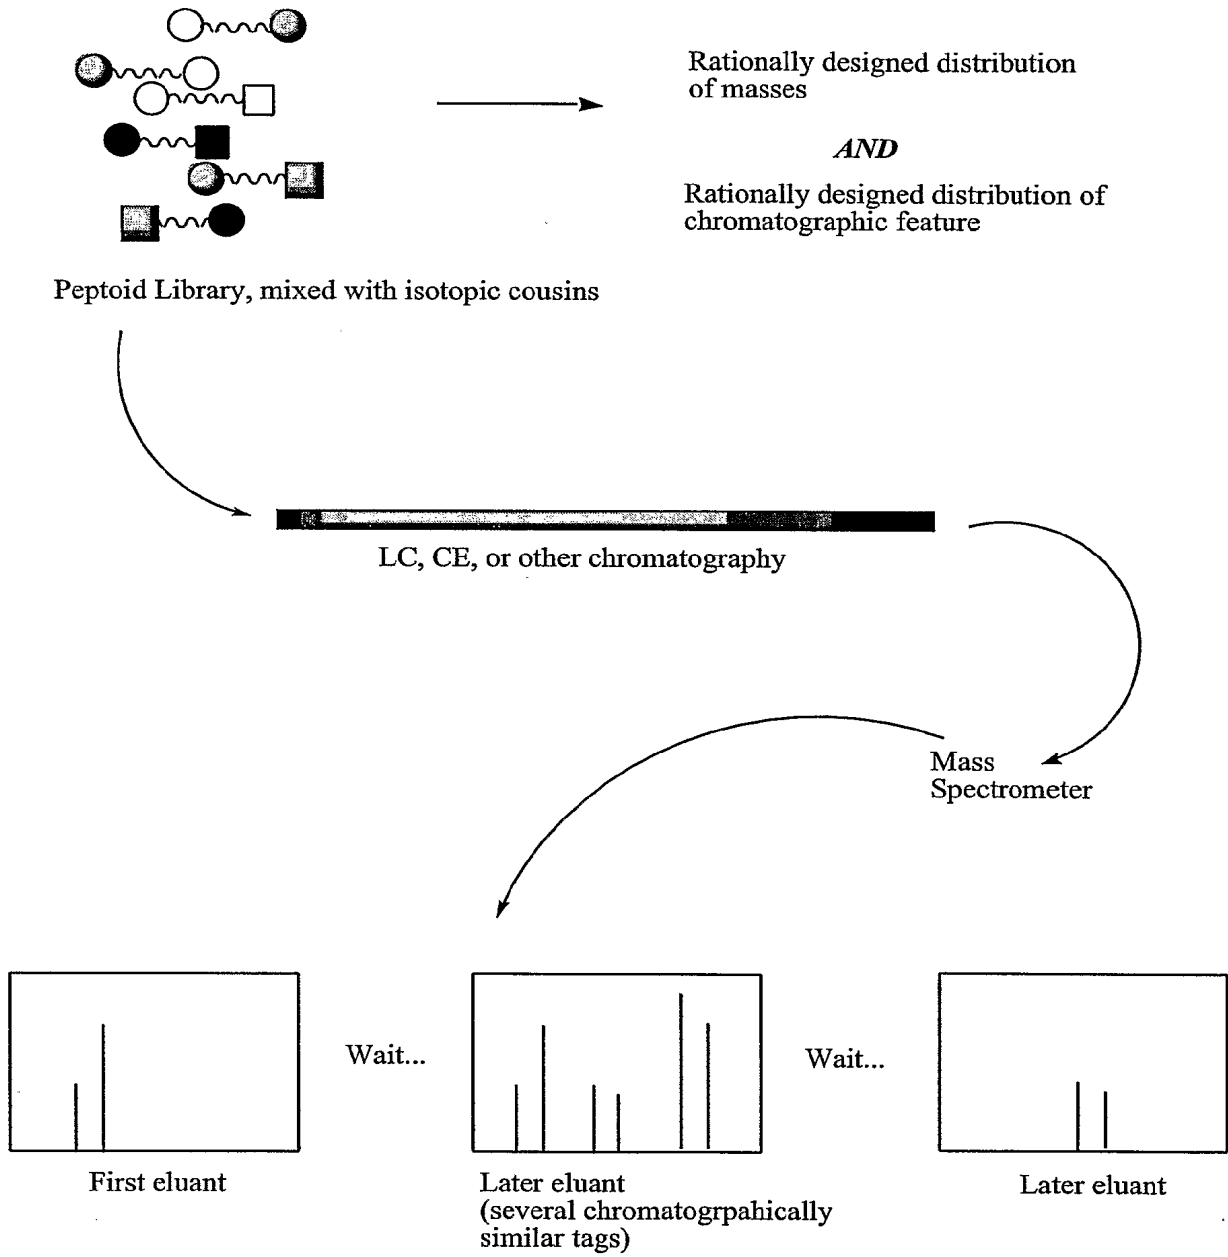 Rationally designed distribution
of masses
AND
Rationally designed distribution of
chromatographic feature
Peptoid Library, mixed with isotopic cousins
LC, CE, or other chromatography
Mass
Spectrometer
Wait...
Wait...
First eluant
Later eluant
(several chromatogrpahically
similar tags)
Later eluant